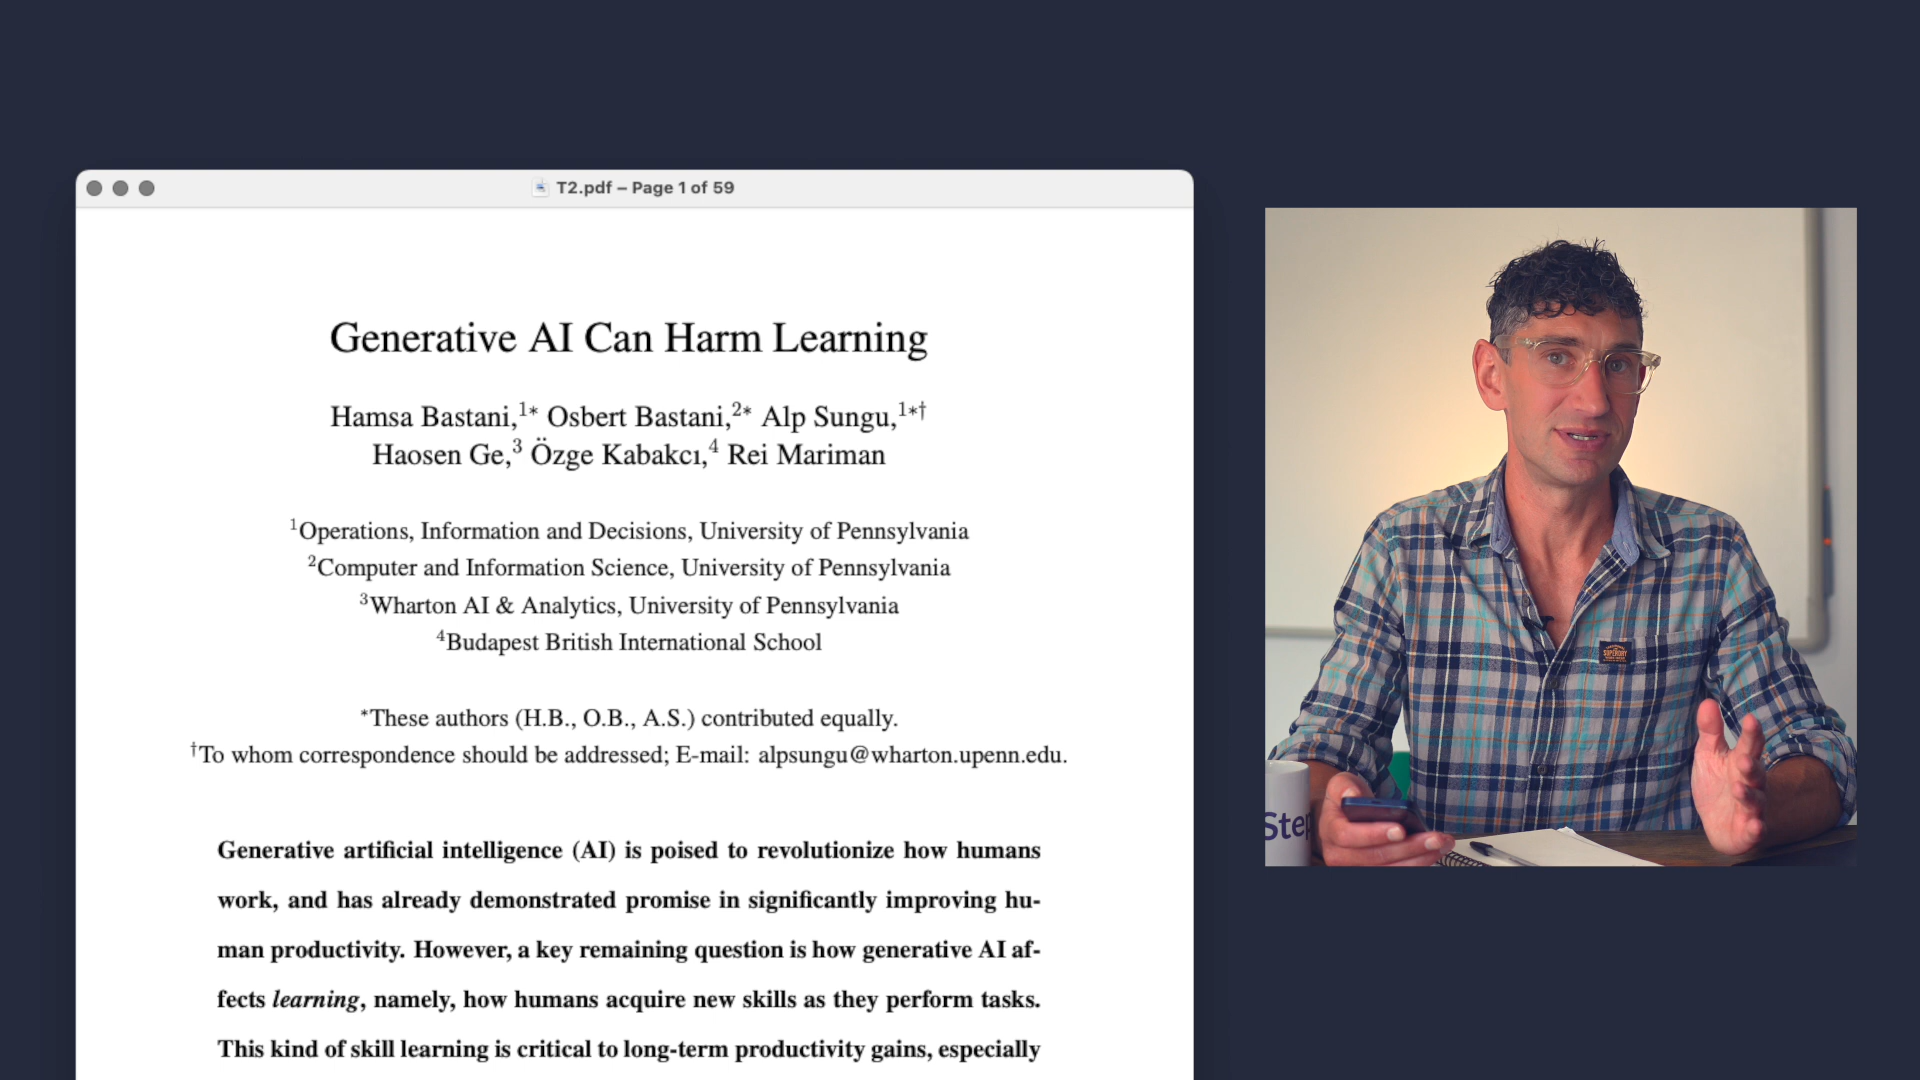 T2.pdf – Page 1 of 59
Generative AI Can Harm Learning
Hamsa Bastani,1* Osbert Bastani,2* Alp Sungu,1*†
Haosen Ge,3 Özge Kabakcı,4 Rei Mariman
1Operations, Information and Decisions, University of Pennsylvania
2Computer and Information Science, University of Pennsylvania
3Wharton AI & Analytics, University of Pennsylvania
4Budapest British International School
*These authors (H.B., O.B., A.S.) contributed equally.
†To whom correspondence should be addressed; E-mail: alpsungu@wharton.upenn.edu.
Generative artificial intelligence (AI) is poised to revolutionize how humans
work, and has already demonstrated promise in significantly improving hu-
man productivity. However, a key remaining question is how generative AI af-
fects learning, namely, how humans acquire new skills as they perform tasks.
This kind of skill learning is critical to long-term productivity gains, especially
SUPERDRY
Step